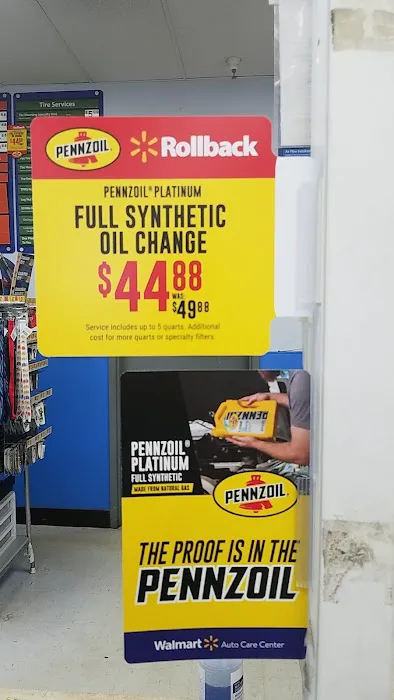 Tire Services
PENNZOIL
Rollback
PENNZOIL® PLATINUM
FULL SYNTHETIC
OIL CHANGE
$44 88
WAS
$49 88
Service includes up to 5 quarts. Additional
cost for more quarts or specialty filters.
PENNZOIL®
PLATINUM
FULL SYNTHETIC
MADE FROM NATURAL GAS
PENNZOIL
PENNZOIL®
THE PROOF IS IN THE
PENNZOIL
Walmart Auto Care Center